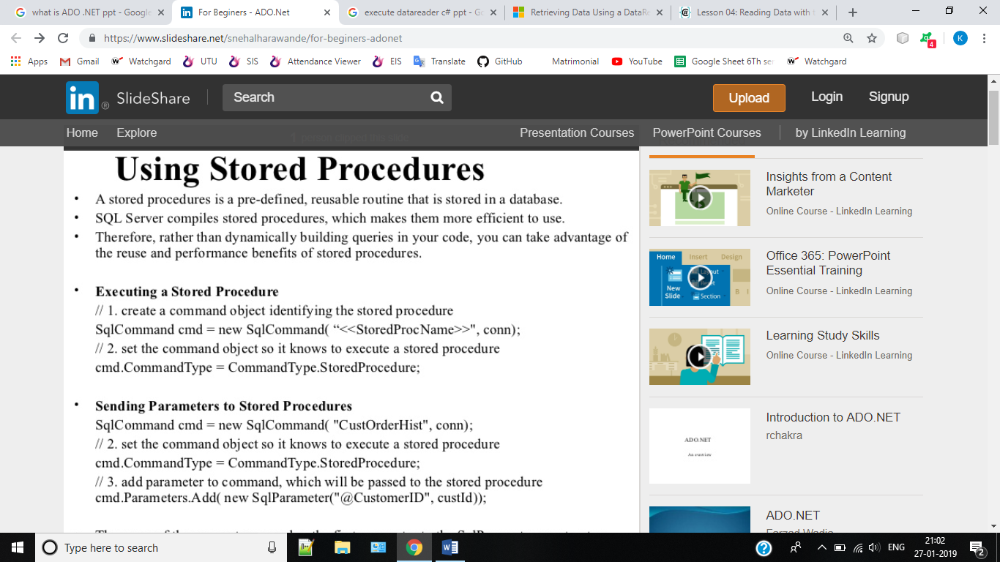 what is ADO .NET ppt - Google
For Beginers - ADO.Net
execute datareader c# ppt - Go
Retrieving Data Using a DataRe
Lesson 04: Reading Data with t
https://www.slideshare.net/snehalharawande/for-beginers-adonet
K
4
Apps
Gmail
Watchgard
UTU
SIS
Attendance Viewer
EIS
Translate
GitHub
Matrimonial
YouTube
Google Sheet 6Th ser
Watchgard
in ® SlideShare
Search
Upload
Login
Signup
Home
Explore
Presentation Courses
PowerPoint Courses
by LinkedIn Learning
Using Stored Procedures
• A stored procedures is a pre-defined, reusable routine that is stored in a database.
• SQL Server compiles stored procedures, which makes them more efficient to use.
• Therefore, rather than dynamically building queries in your code, you can take advantage of
the reuse and performance benefits of stored procedures.
• Executing a Stored Procedure
// 1. create a command object identifying the stored procedure
SqlCommand cmd = new SqlCommand( “<<StoredProcName>>", conn);
// 2. set the command object so it knows to execute a stored procedure
cmd.CommandType = CommandType.StoredProcedure;
• Sending Parameters to Stored Procedures
SqlCommand cmd = new SqlCommand( "CustOrderHist", conn);
// 2. set the command object so it knows to execute a stored procedure
cmd.CommandType = CommandType.StoredProcedure;
// 3. add parameter to command, which will be passed to the stored procedure
cmd.Parameters.Add( new SqlParameter("@CustomerID", custId));
Insights from a Content
Marketer
Online Course - LinkedIn Learning
Home Insert Design
Layout
Reset
New
Slide
Section
Office 365: PowerPoint
Essential Training
Online Course - LinkedIn Learning
Learning Study Skills
Online Course - LinkedIn Learning
ADO.NET
An overview
Introduction to ADO.NET
rchakra
ADO.NET
Farzad Wadia
Type here to search
ENG
21:02
27-01-2019
2